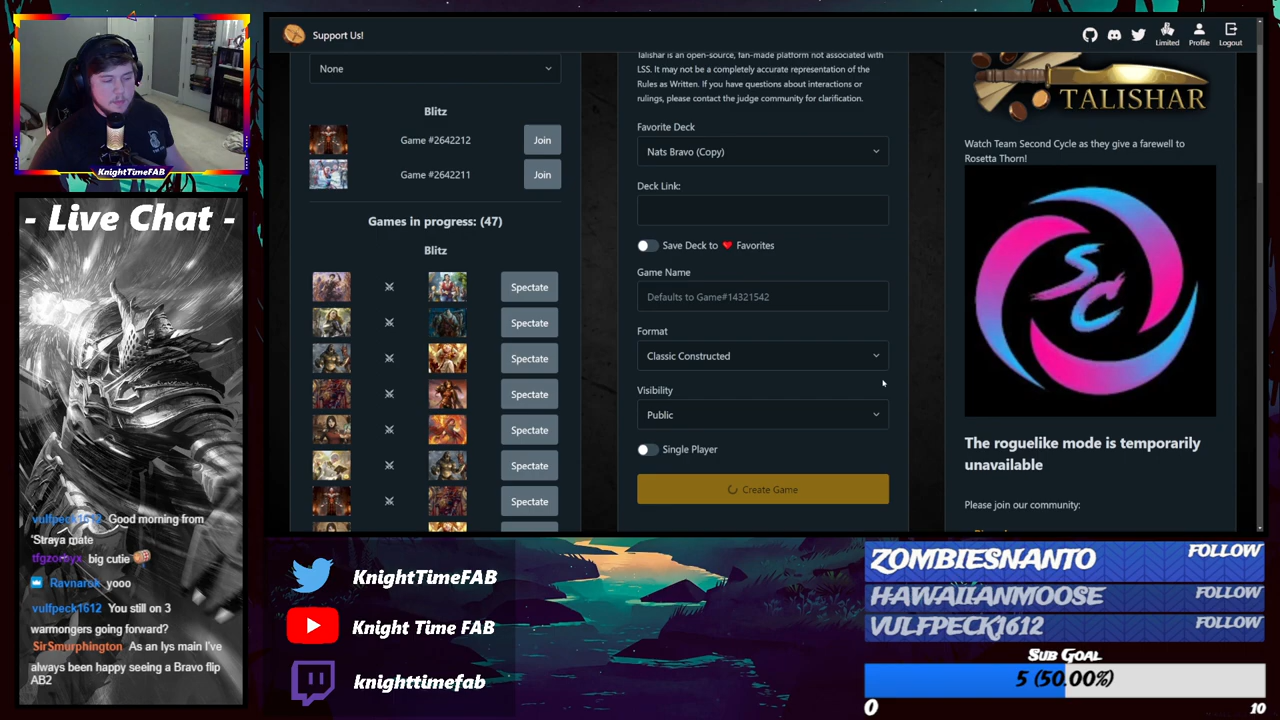 KnightTimeFAB
- Live Chat -
vulfpeck1612 Good morning from
'Straya mate
tfgzorbyx big cutie
Ravnarok yooo
vulfpeck1612 You still on 3
warmongers going forward?
SirSmurphington As an lys main I've
always been happy seeing a Bravo flip
AB2
Support Us!
Limited
Profile
Logout
None
Blitz
Game #2642212
Join
Game #2642211
Join
Games in progress: (47)
Blitz
Spectate
Spectate
Spectate
Spectate
Spectate
Spectate
Spectate
Talishar is an open-source, fan-made platform not associated with
LSS. It may not be a completely accurate representation of the
Rules as Written. If you have questions about interactions or
rulings, please contact the judge community for clarification.
Favorite Deck
Nats Bravo (Copy)
Deck Link:
Save Deck to Favorites
Game Name
Defaults to Game#14321542
Format
Classic Constructed
Visibility
Public
Single Player
Create Game
TALISHAR
Watch Team Second Cycle as they give a farewell to
Rosetta Thorn!
SC
The roguelike mode is temporarily
unavailable
Please join our community:
KnightTimeFAB
Knight Time FAB
knighttimefab
ZOMBIESNANTO FOLLOW
HAWAIIANMOOSE FOLLOW
VULFPECK1612 FOLLOW
SUB GOAL
5 (50.00%)
0
10